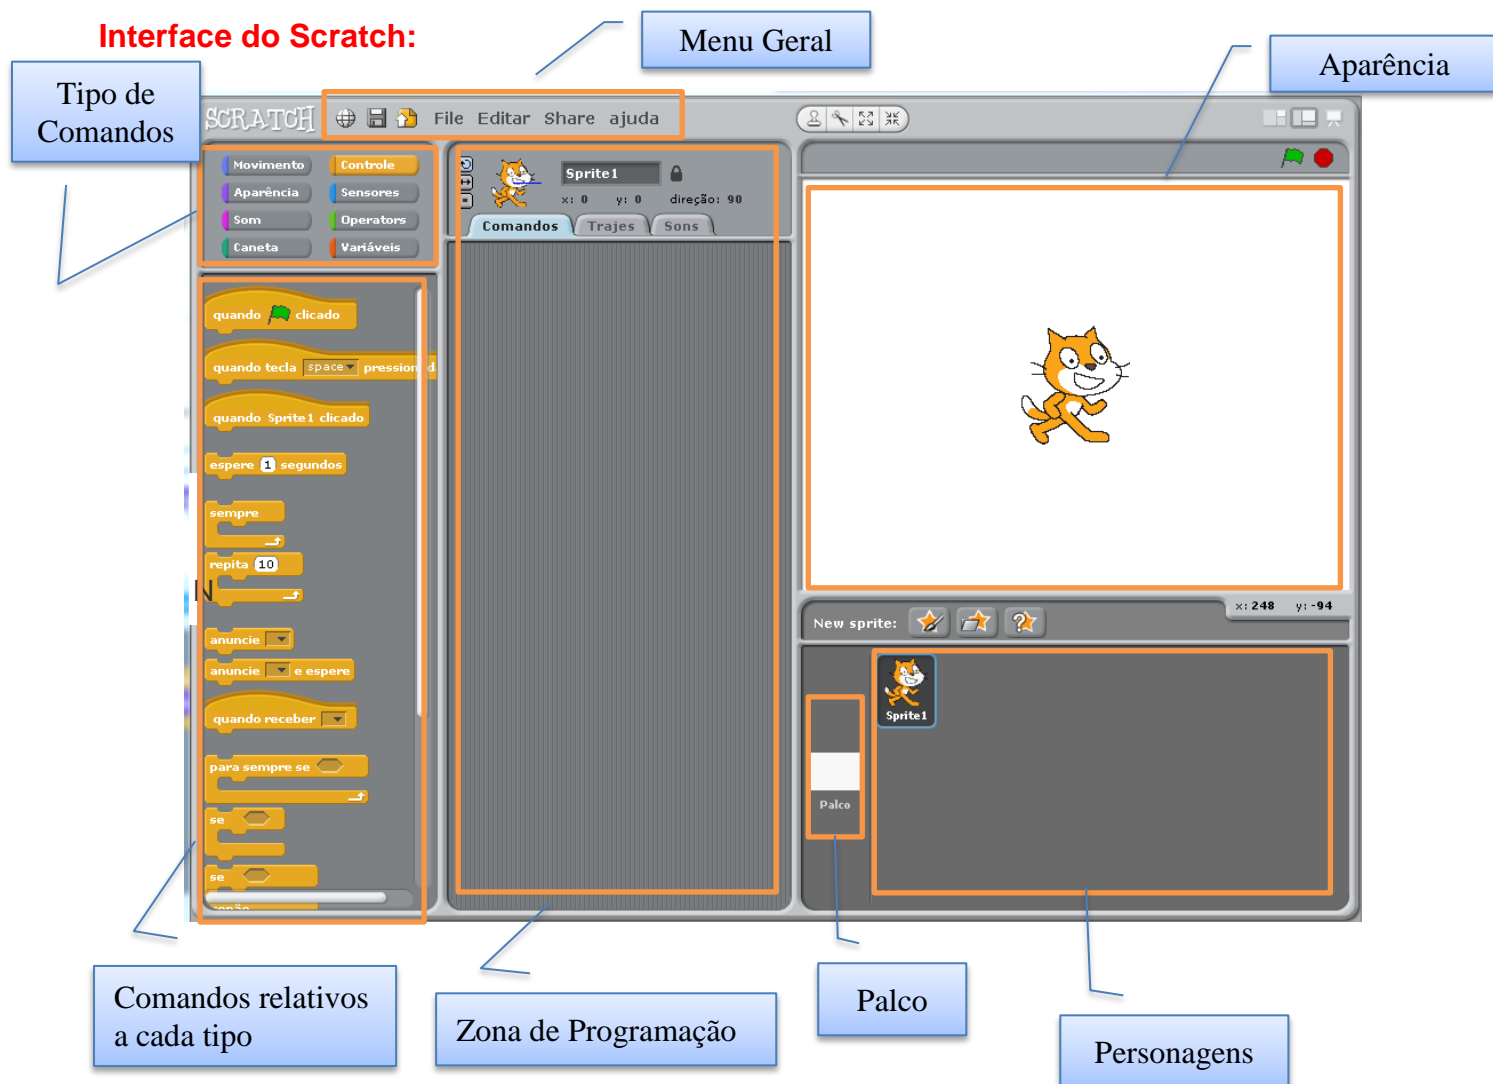 Interface do Scratch:
Menu Geral
Aparência
Tipo de
Comandos
SCRATCH
File Editar Share ajuda
Movimento
Controle
Aparência
Sensores
Som
Operators
Caneta
Variáveis
Sprite1
x: 0 y: 0 direção: 90
Comandos Trajes Sons
quando clicado
quando tecla space pressionad
quando Sprite1 clicado
espere 1 segundos
sempre
repita 10
N
anuncie
anuncie e espere
quando receber
para sempre se
se
se
senão
x: 248 y: -94
New sprite:
Sprite1
Palco
Comandos relativos
a cada tipo
Zona de Programação
Palco
Personagens